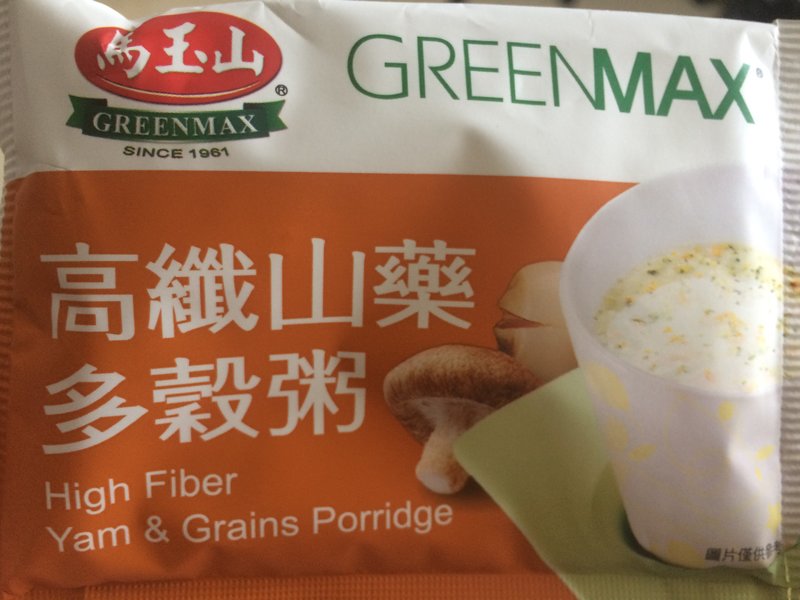 馬玉山
GREENMAX
®
SINCE 1961
GREENMAX®
高纖山藥
多穀粥
High Fiber
Yam & Grains Porridge
圖片僅供參考